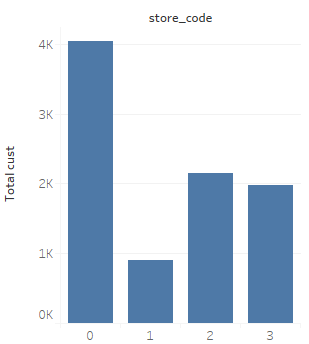 store_code
4K
3K
2K
1K
0K
Total cust
0 1 2 3